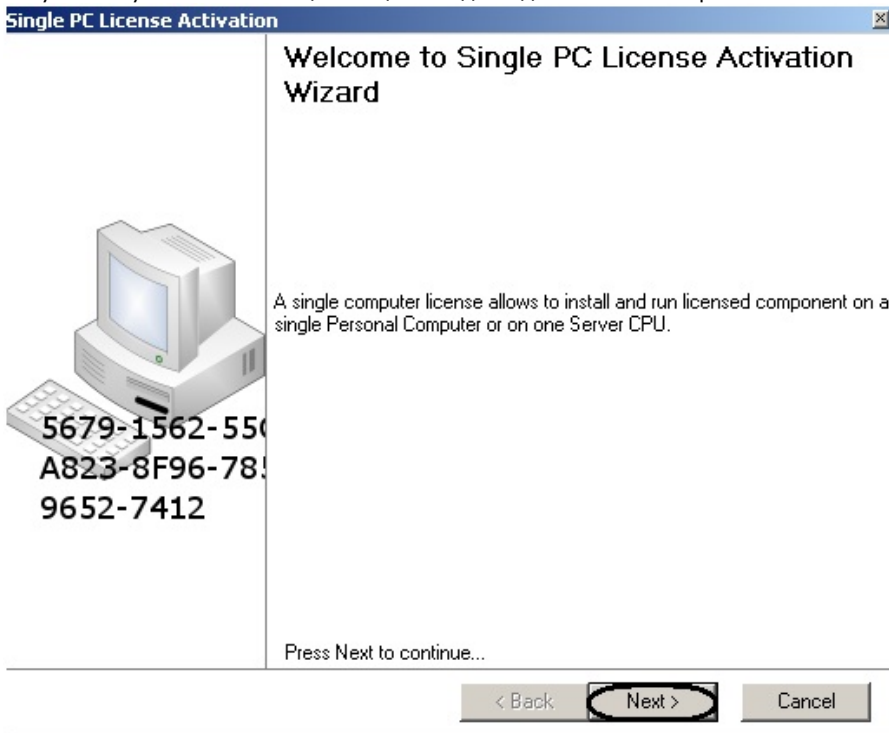 Single PC License Activation
Welcome to Single PC License Activation
Wizard
A single computer license allows to install and run licensed component on a
single Personal Computer or on one Server CPU.
5679-1562-55
A823-8F96-78
9652-7412
Press Next to continue...
< Back
Next >
Cancel